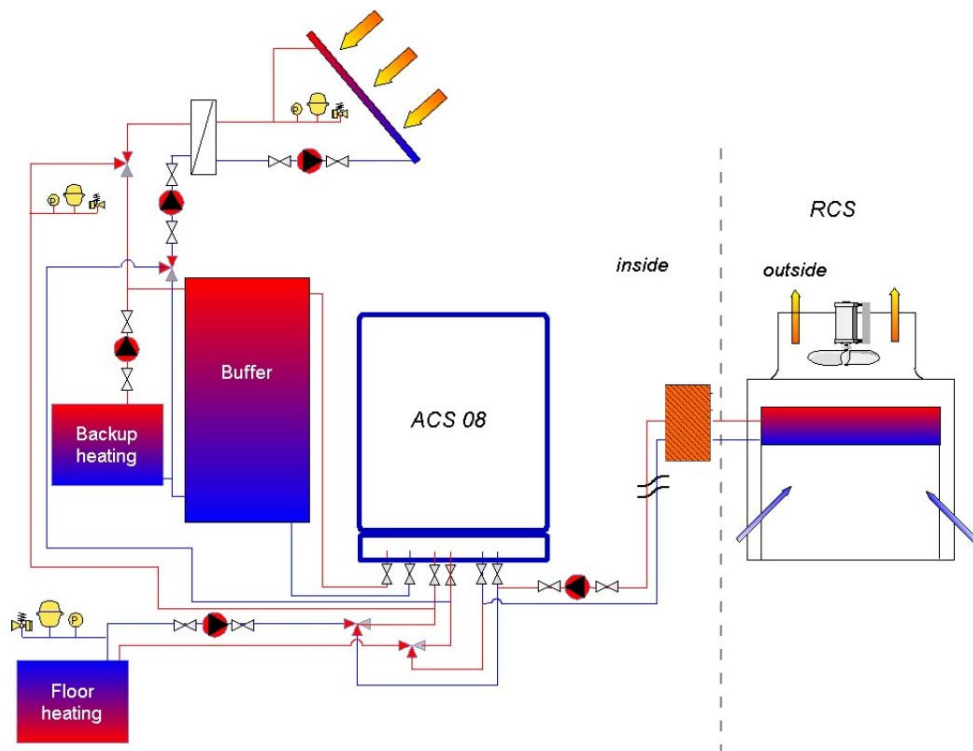 P
P
RCS
inside
outside
Buffer
ACS 08
Backup
heating
P
Floor
heating